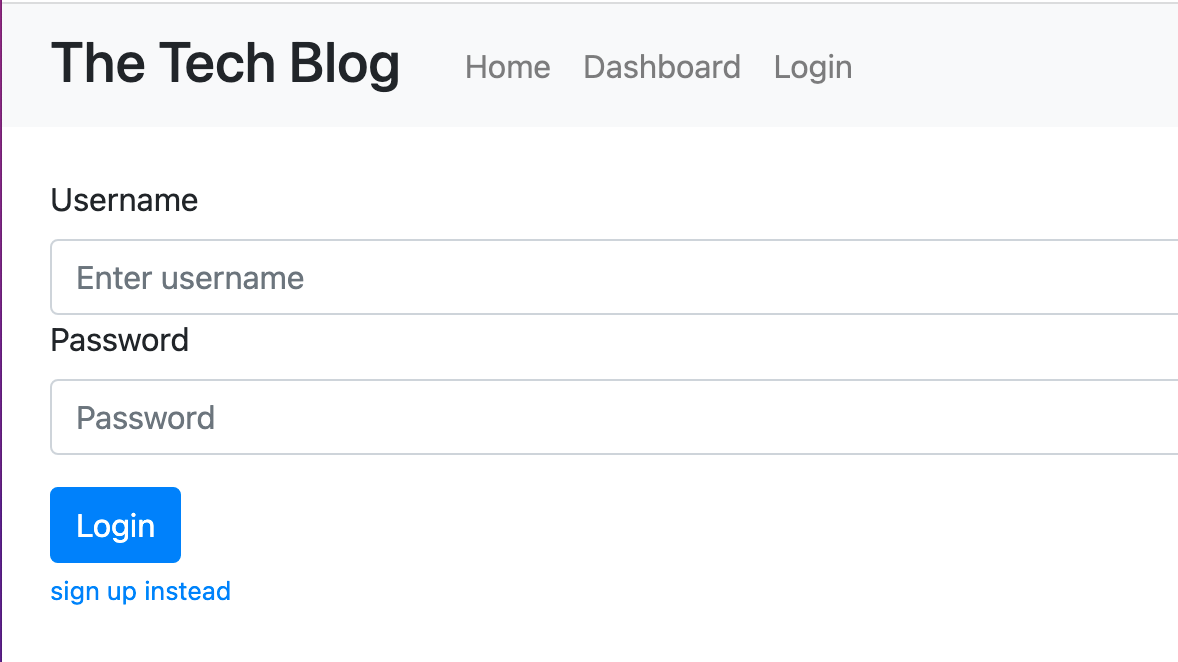 The Tech Blog Home Dashboard Login
Username
Enter username
Password
Password
Login
sign up instead